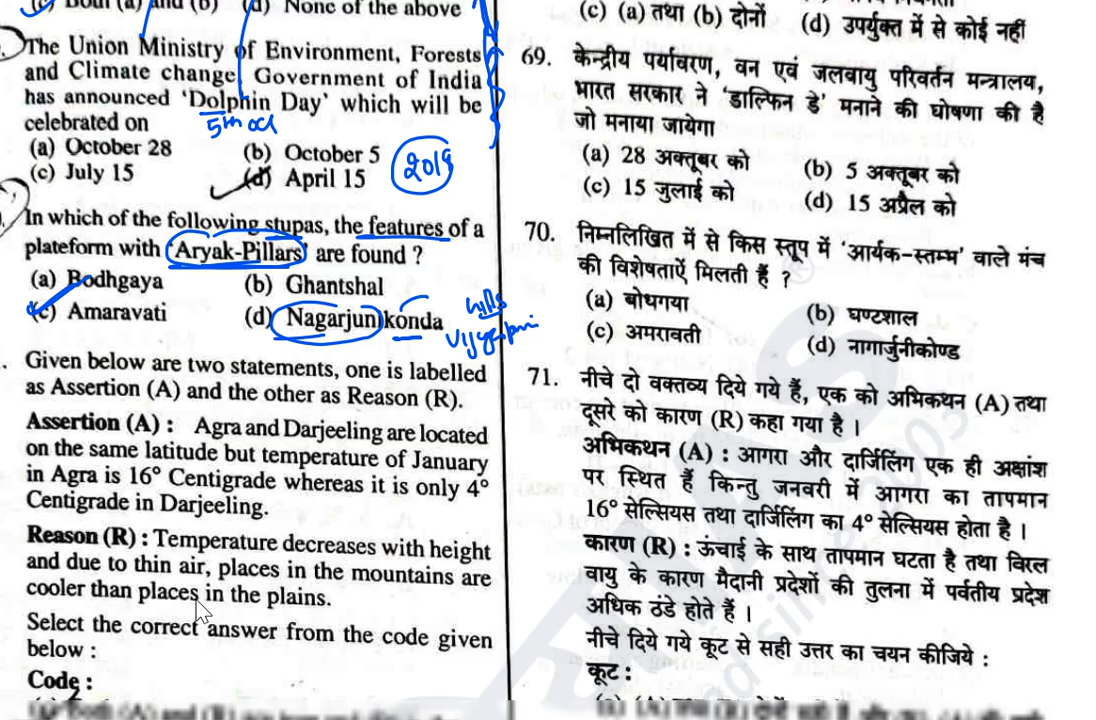 Both (a) and (b) (d) None of the above
The Union Ministry of Environment, Forests
and Climate change, Government of India
has announced 'Dolphin Day' which will be
celebrated on
5th oct
(a) October 28 (b) October 5
(c) July 15 (d) April 15
2019
In which of the following stupas, the features of a
plateform with 'Aryak-Pillars' are found ?
(a) Bodhgaya (b) Ghantshal
(c) Amaravati (d) Nagarjunikonda
hills
Given below are two statements, one is labelled
as Assertion (A) and the other as Reason (R).
Assertion (A) : Agra and Darjeeling are located
on the same latitude but temperature of January
in Agra is 16° Centigrade whereas it is only 4°
Centigrade in Darjeeling.
Reason (R) : Temperature decreases with height
and due to thin air, places in the mountains are
cooler than places in the plains.
Select the correct answer from the code given
below :
Code :
(c) (a) तथा (b) दोनों (d) उपर्युक्त में से कोई नहीं
69. केन्द्रीय पर्यावरण, वन एवं जलवायु परिवर्तन मन्त्रालय,
भारत सरकार ने 'डाल्फिन डे' मनाने की घोषणा की है
जो मनाया जायेगा
(a) 28 अक्तूबर को (b) 5 अक्तूबर को
(c) 15 जुलाई को (d) 15 अप्रैल को
70. निम्नलिखित में से किस स्तूप में 'आर्यक-स्तम्भ' वाले मंच
की विशेषताऐं मिलती हैं ?
(a) बोधगया (b) घण्टशाल
(c) अमरावती (d) नागार्जुनीकोण्ड
71. नीचे दो वक्तव्य दिये गये हैं, एक को अभिकथन (A) तथा
दूसरे को कारण (R) कहा गया है।
अभिकथन (A) : आगरा और दार्जिलिंग एक ही अक्षांश
पर स्थित हैं किन्तु जनवरी में आगरा का तापमान
16° सेल्सियस तथा दार्जिलिंग का 4° सेल्सियस होता है।
कारण (R) : ऊंचाई के साथ तापमान घटता है तथा विरल
वायु के कारण मैदानी प्रदेशों की तुलना में पर्वतीय प्रदेश
अधिक ठंडे होते हैं।
नीचे दिये गये कूट से सही उत्तर का चयन कीजिये :
कूट :